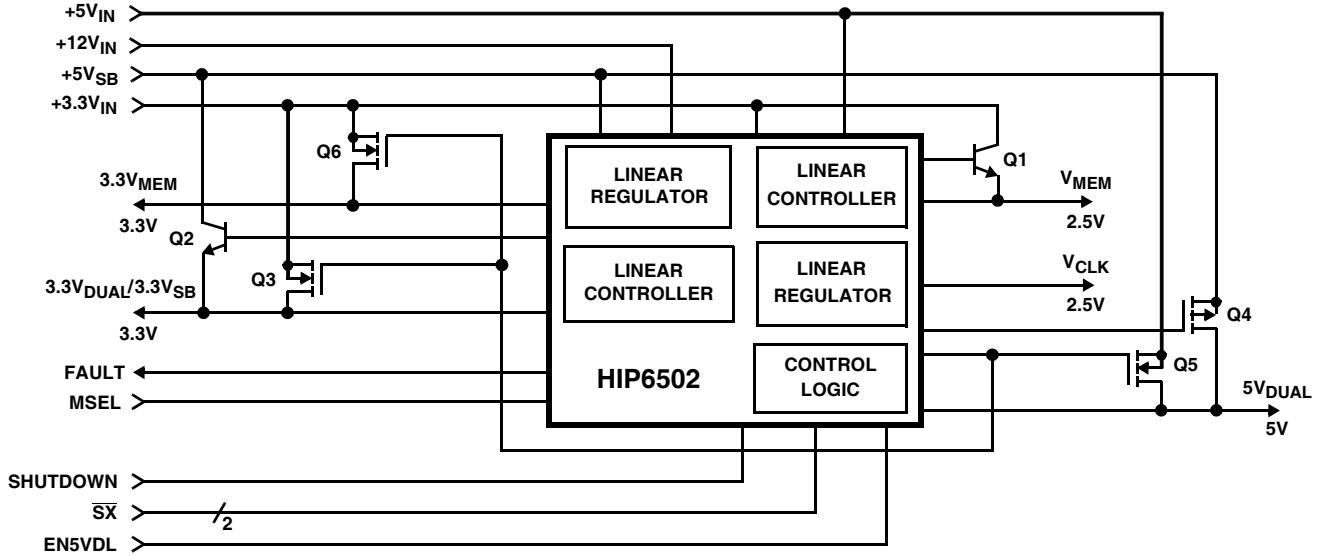 +5VIN
+12VIN
+5VSB
+3.3VIN
Q6
Q1
LINEAR
REGULATOR
LINEAR
CONTROLLER
3.3VMEM
3.3V
VMEM
2.5V
Q2
Q3
LINEAR
CONTROLLER
LINEAR
REGULATOR
VCLK
2.5V
3.3VDUAL/3.3VSB
3.3V
Q4
Q5
FAULT
MSEL
HIP6502
CONTROL
LOGIC
5VDUAL
5V
SHUTDOWN
SX
2
EN5VDL